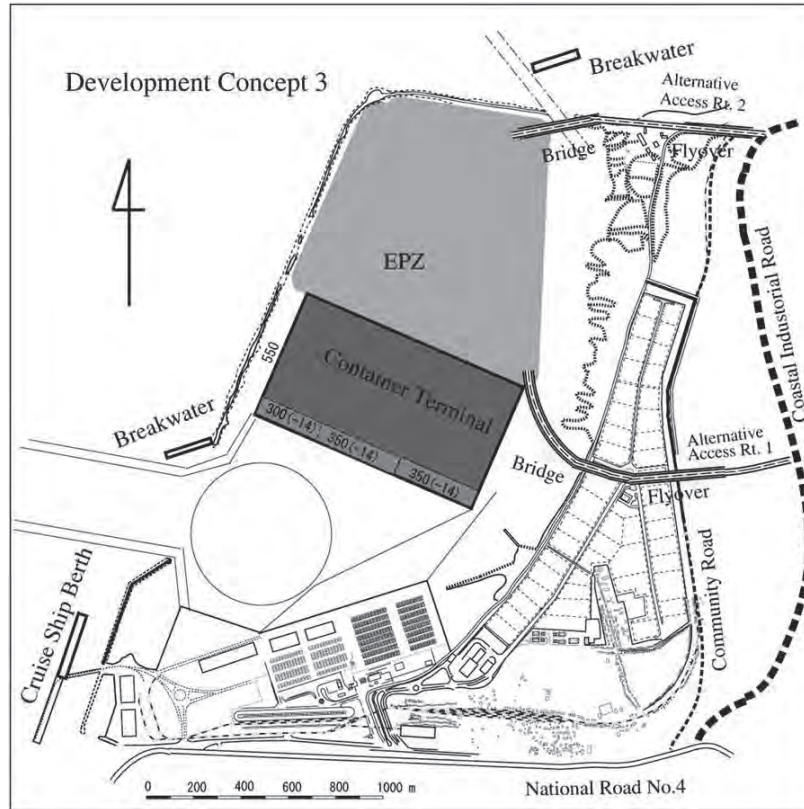 Development Concept 3
Breakwater
Alternative
Access Rt. 2
Bridge
Flyover
EPZ
Coastal Industorial Road
550
Container Terminal
Breakwater
300(-14)
350(-14)
350(-14)
Alternative
Access Rt. 1
Bridge
Flyover
Cruise Ship Berth
Community Road
0 200 400 600 800 1000 m
National Road No.4